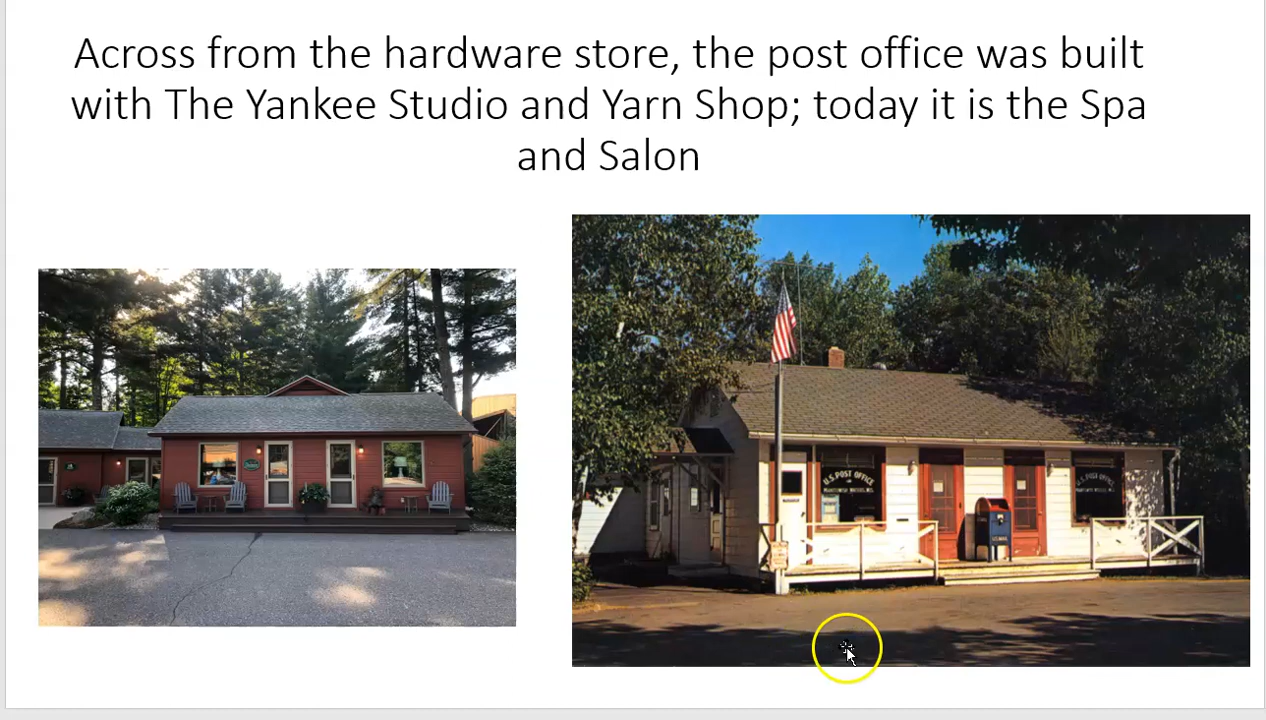 Across from the hardware store, the post office was built
with The Yankee Studio and Yarn Shop; today it is the Spa
and Salon
U.S. POST OFFICE